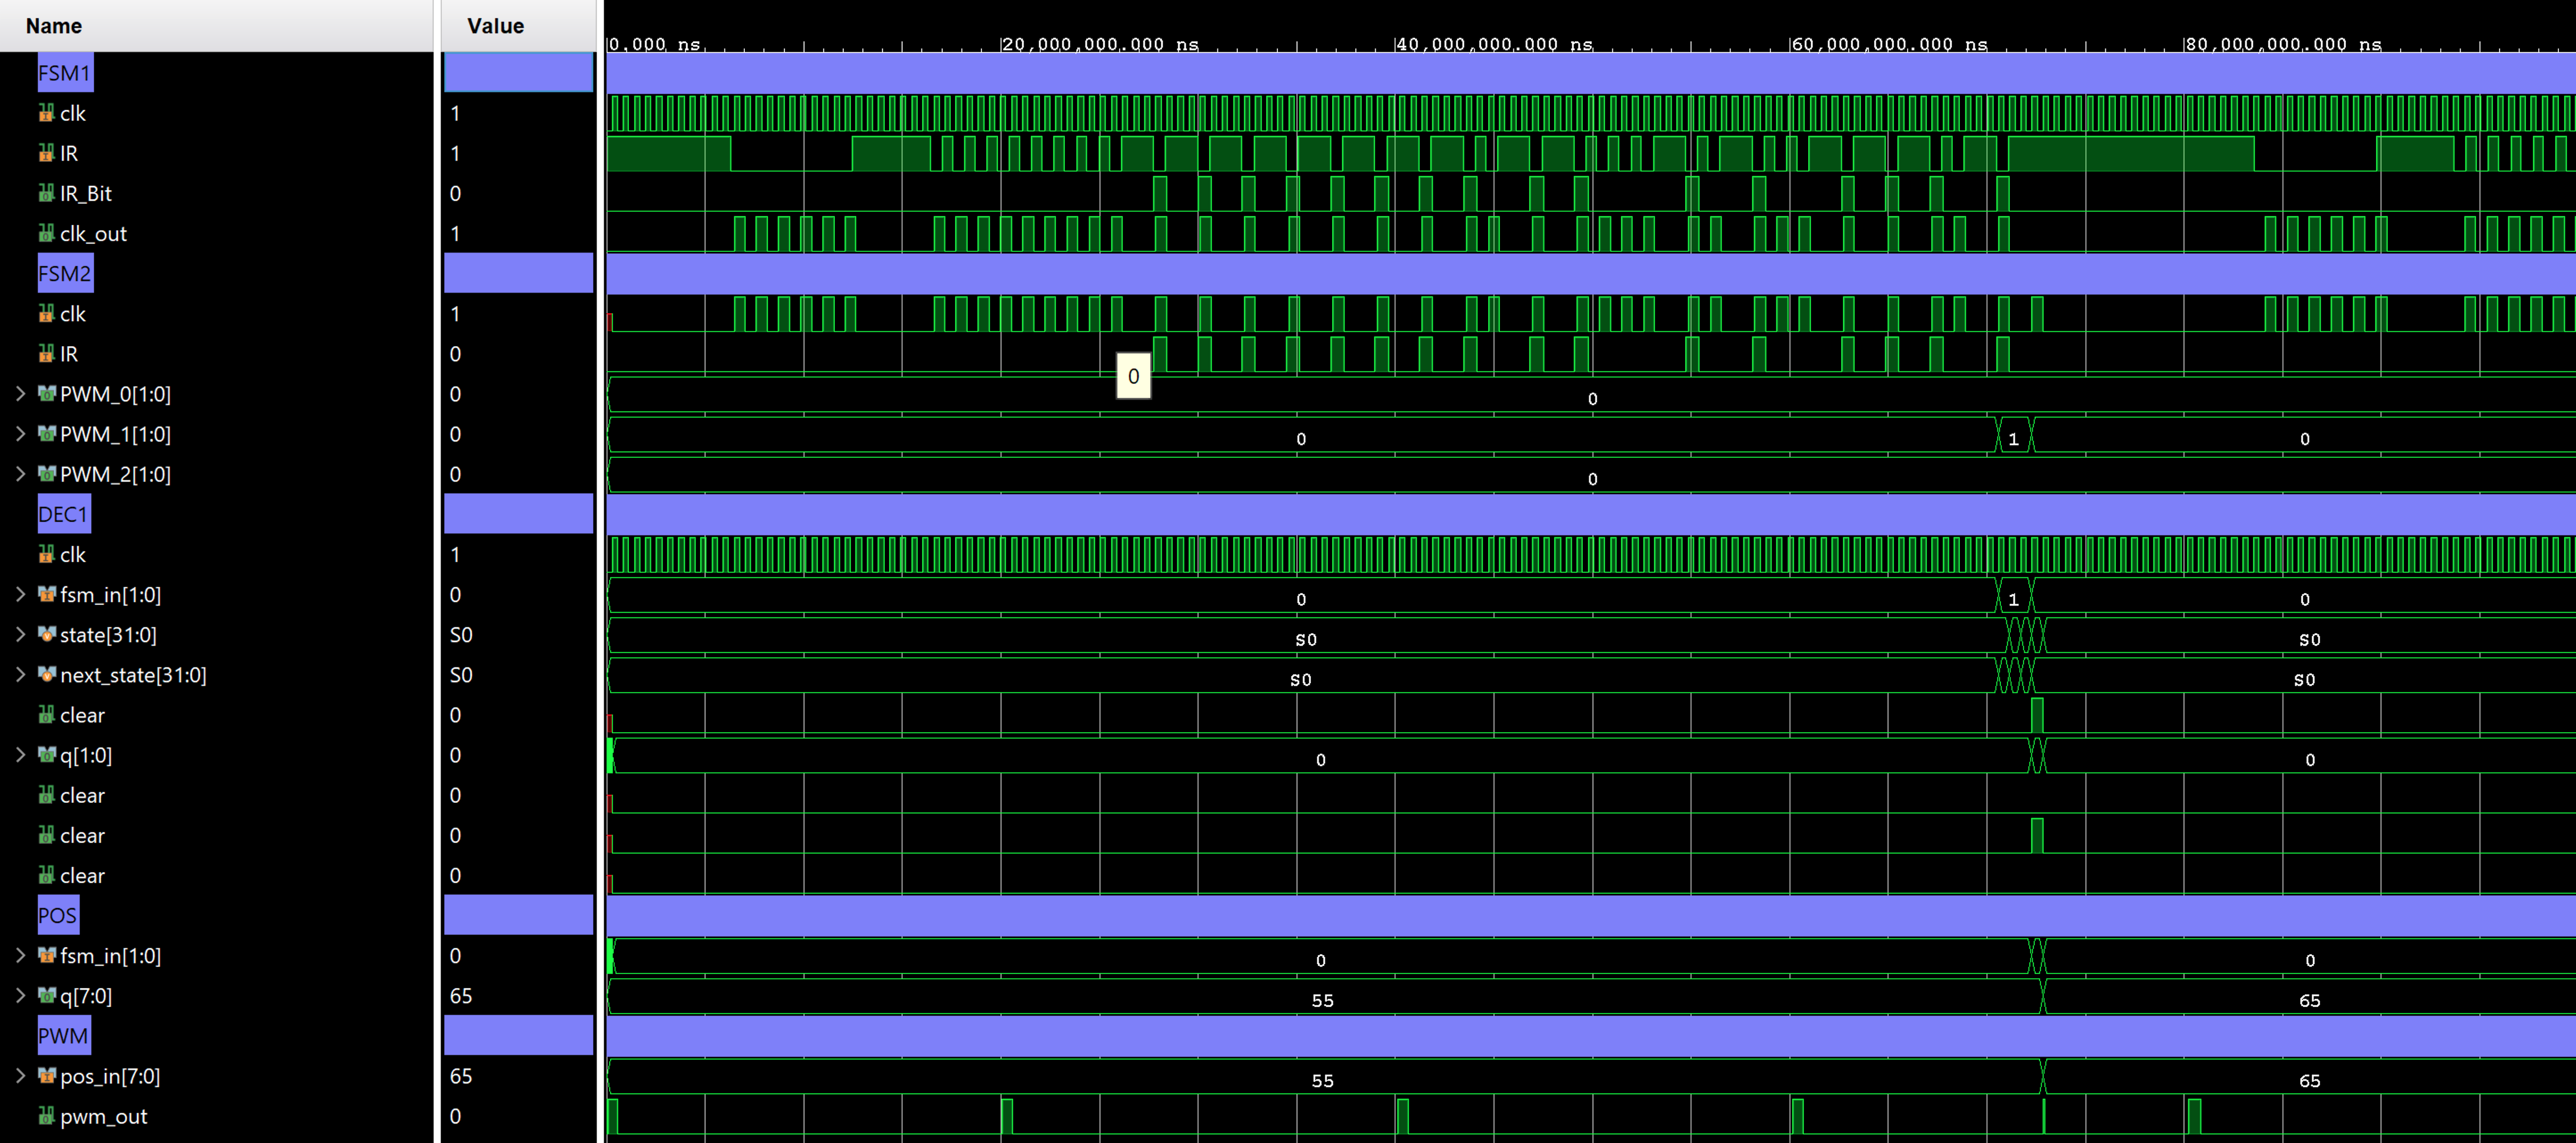 Name Value
0.000 ns 20,000,000.000 ns 40,000,000.000 ns 60,000,000.000 ns 80,000,000.000 ns
FSM1
clk 1
IR 1
IR_Bit 0
clk_out 1
FSM2
clk 1
IR 0
0
PWM_0[1:0] 0 0
PWM_1[1:0] 0 0 1 0
PWM_2[1:0] 0 0
DEC1
clk 1
fsm_in[1:0] 0 0 1 0
state[31:0] S0 S0 S0
next_state[31:0] S0 S0 S0
clear 0
q[1:0] 0 0 0
clear 0
clear 0
clear 0
POS
fsm_in[1:0] 0 0 0
q[7:0] 65 55 65
PWM
pos_in[7:0] 65 55 65
pwm_out 0